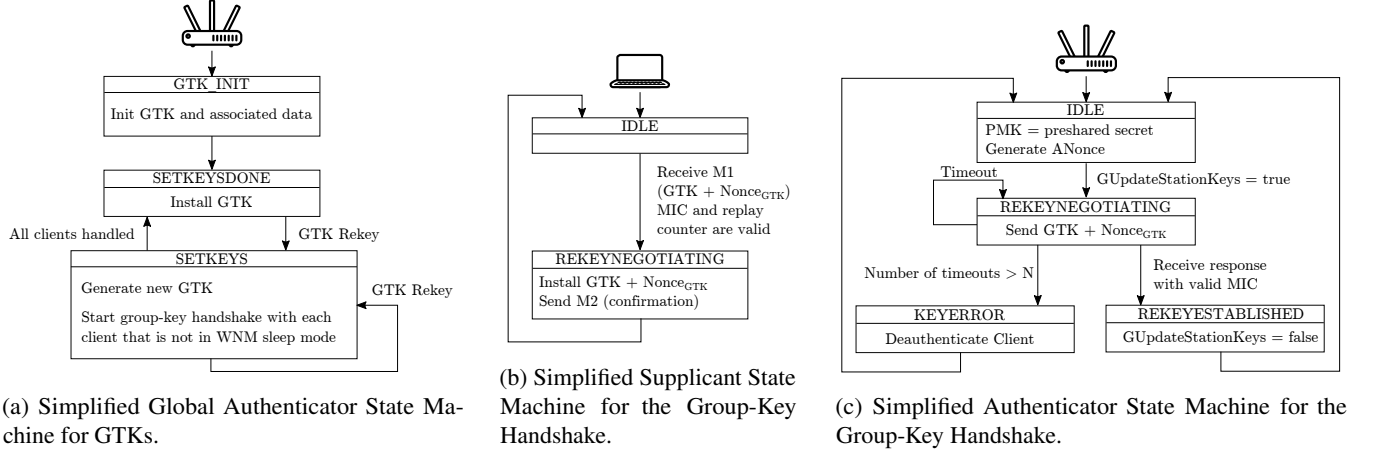 GTK_INIT
Init GTK and associated data
SETKEYSDONE
Install GTK
All clients handled
GTK Rekey
SETKEYS
Generate new GTK
Start group-key handshake with each
client that is not in WNM sleep mode
GTK Rekey
(a) Simplified Global Authenticator State Ma-
chine for GTKs.
IDLE
Receive M1
(GTK + Nonce_GTK)
MIC and replay
counter are valid
REKEYNEGOTIATING
Install GTK + Nonce_GTK
Send M2 (confirmation)
(b) Simplified Supplicant State
Machine for the Group-Key
Handshake.
IDLE
PMK = preshared secret
Generate ANonce
Timeout
GUpdateStationKeys = true
REKEYNEGOTIATING
Send GTK + Nonce_GTK
Number of timeouts > N
Receive response
with valid MIC
KEYERROR
Deauthenticate Client
REKEYESTABLISHED
GUpdateStationKeys = false
(c) Simplified Authenticator State Machine for the
Group-Key Handshake.